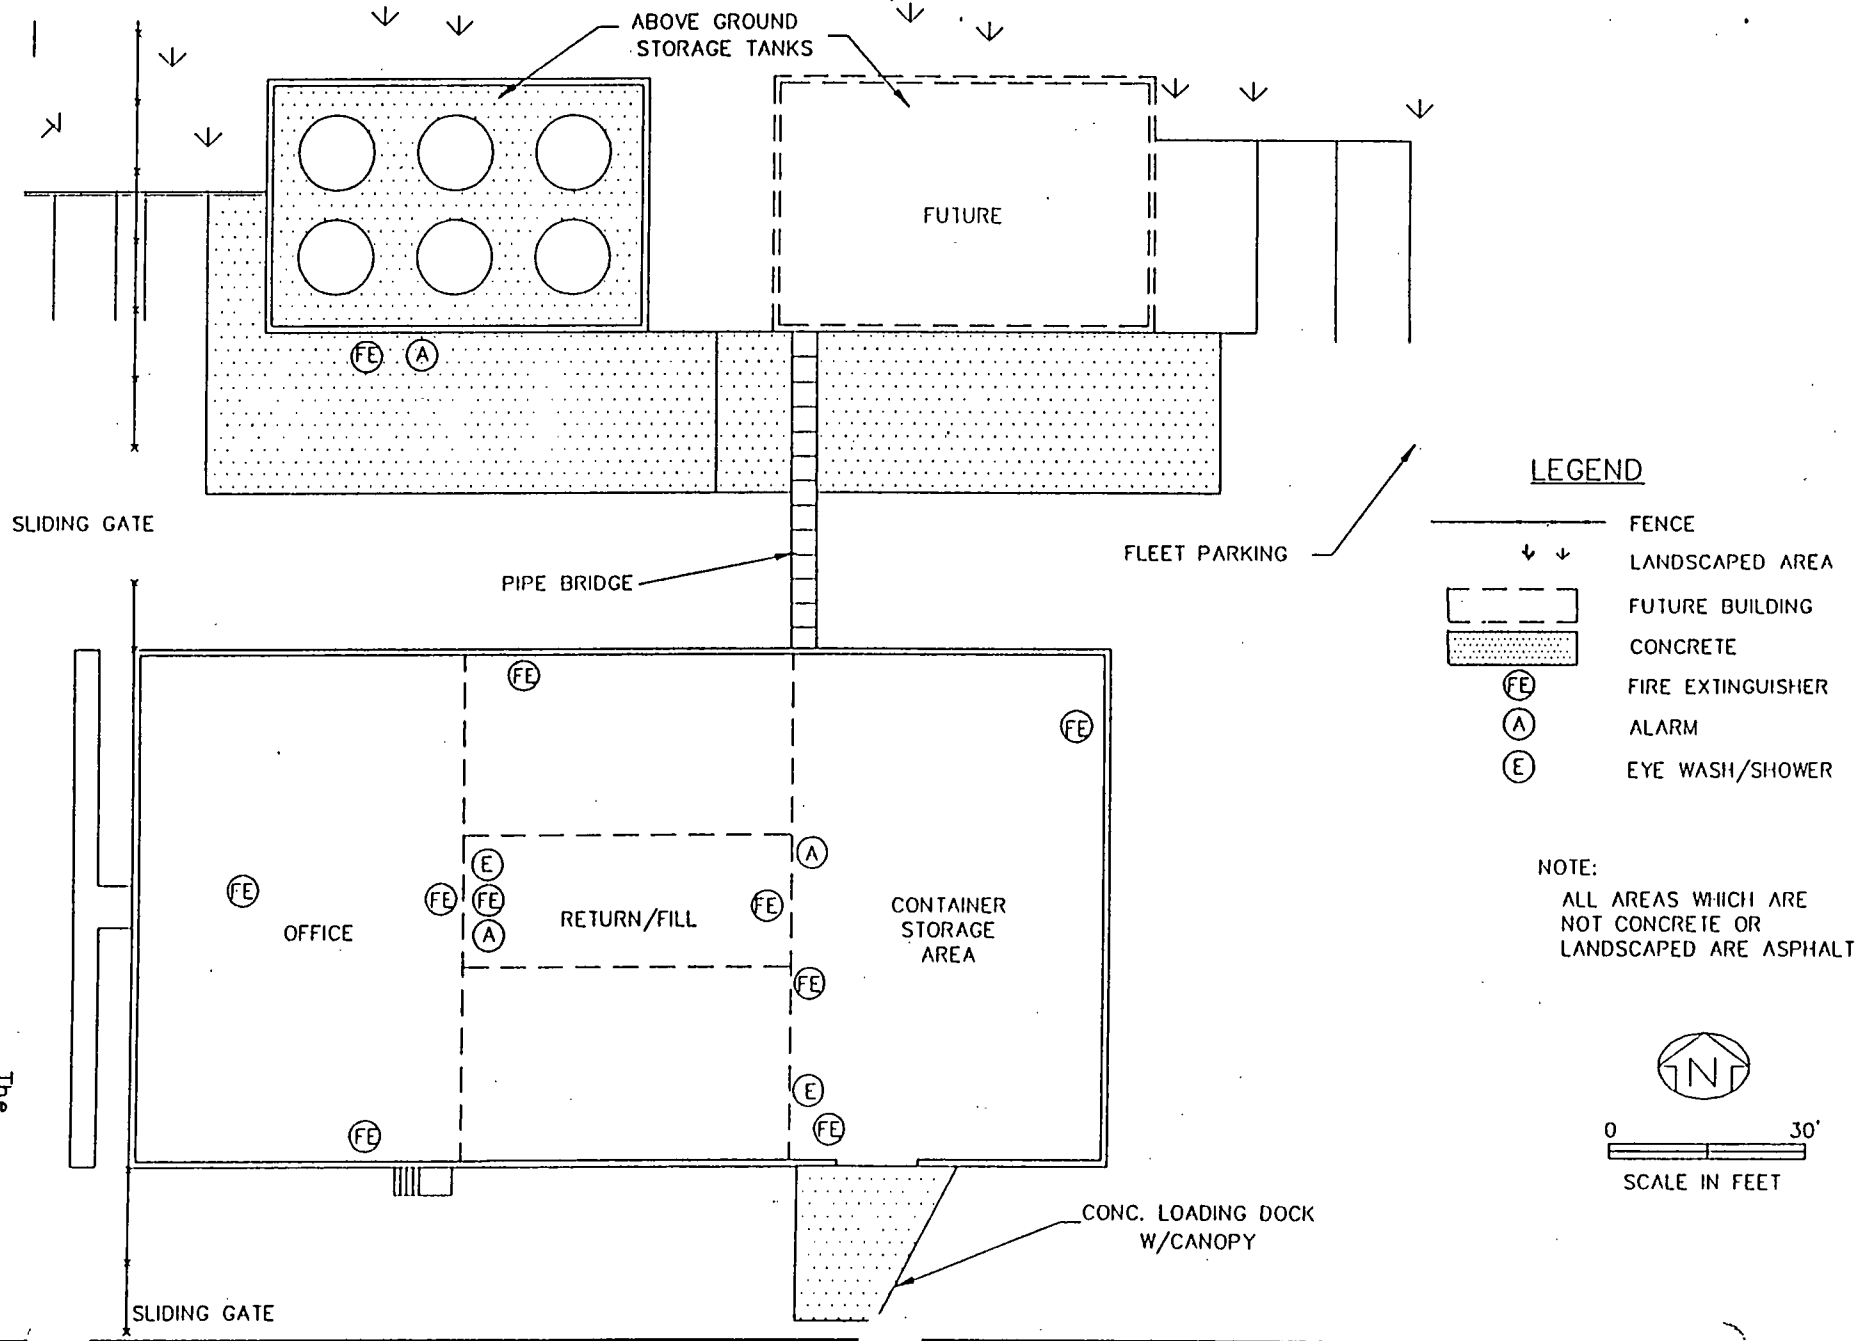 ABOVE GROUND
STORAGE TANKS
FUTURE
FE
A
SLIDING GATE
PIPE BRIDGE
FLEET PARKING
LEGEND
FENCE
LANDSCAPED AREA
FUTURE BUILDING
CONCRETE
FE FIRE EXTINGUISHER
A ALARM
E EYE WASH/SHOWER
FE
FE
E
A
FE
FE
FE
FE
A
OFFICE
RETURN/FILL
CONTAINER
STORAGE
AREA
FE
E
FE
FE
NOTE:
ALL AREAS WHICH ARE
NOT CONCRETE OR
LANDSCAPED ARE ASPHALT
N
0 30'
SCALE IN FEET
CONC. LOADING DOCK
W/CANOPY
SLIDING GATE
The